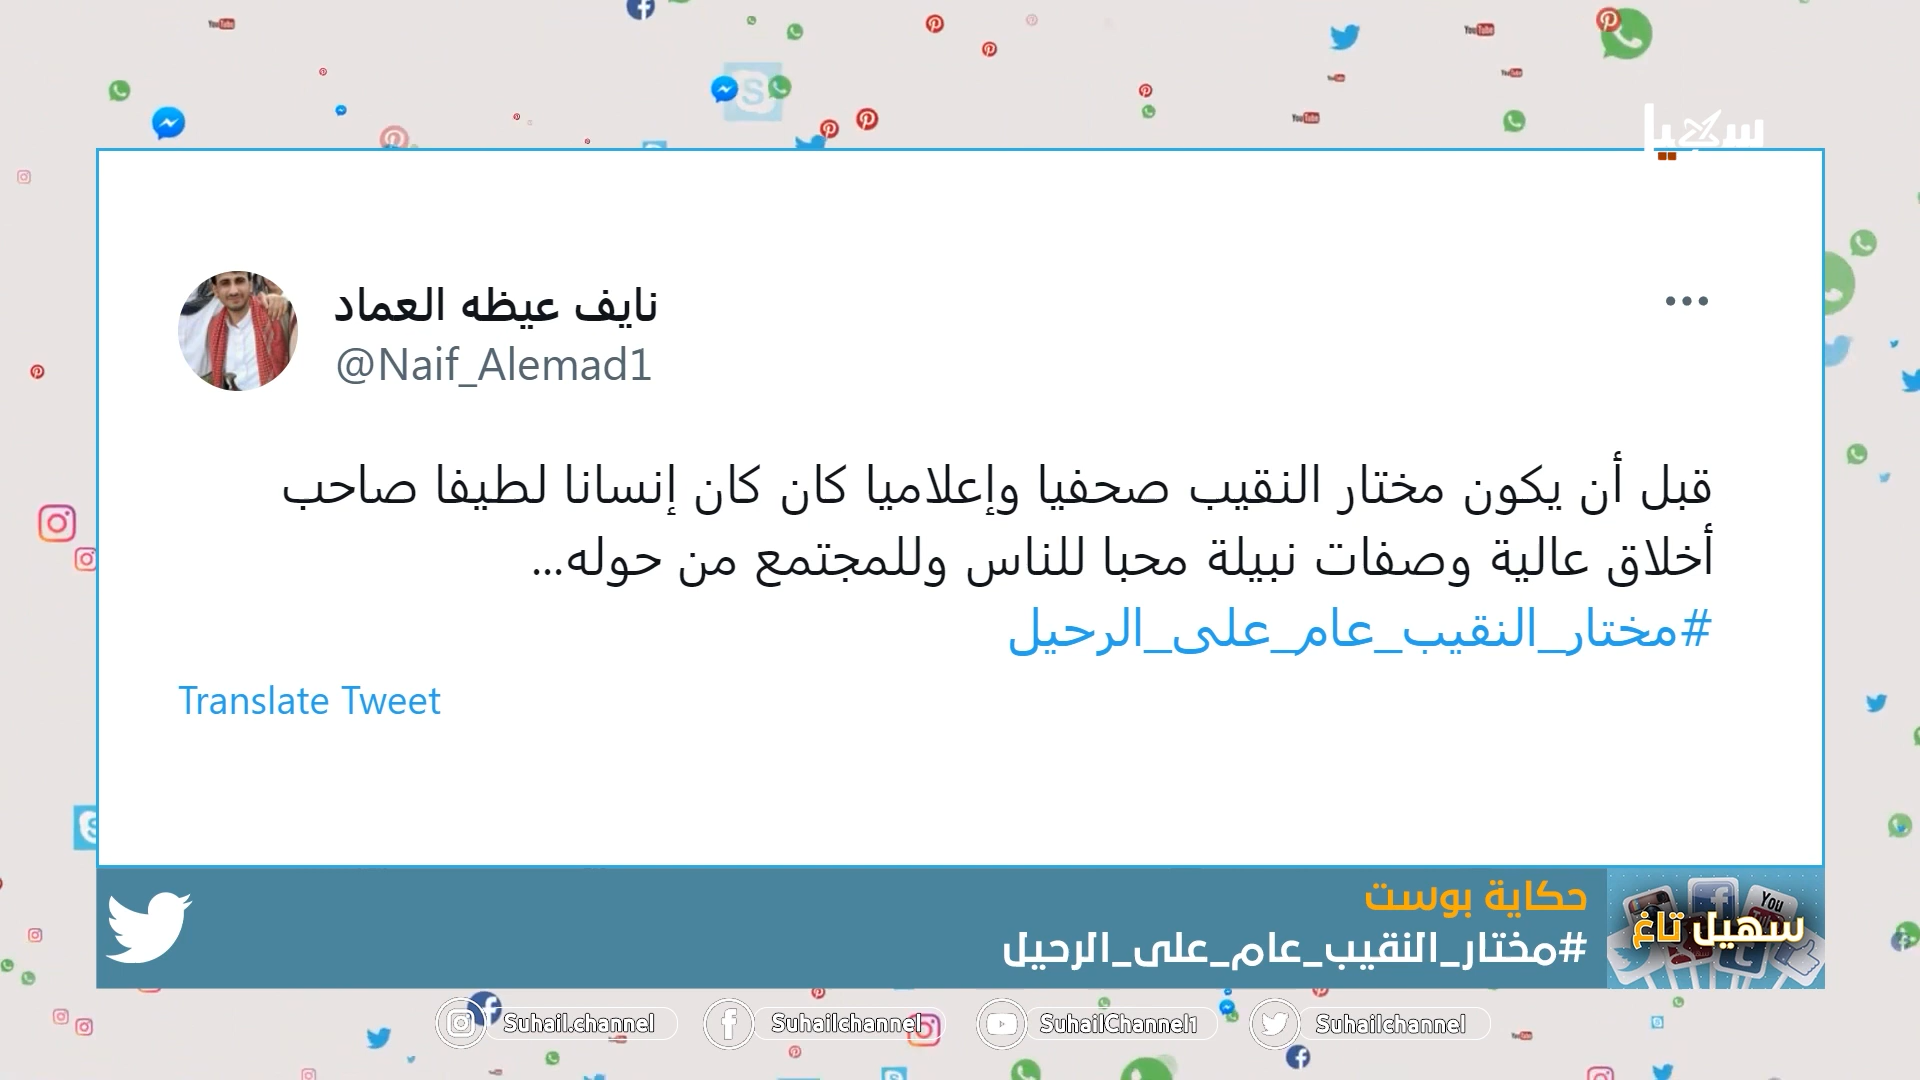 سهيل
نايف عيظه العماد
@Naif_Alemad1
قبل أن يكون مختار النقيب صحفيا وإعلاميا كان كان إنسانا لطيفا صاحب
أخلاق عالية وصفات نبيلة محبا للناس وللمجتمع من حوله...
#مختار_النقيب_عام_على_الرحيل
Translate Tweet
حكاية بوست
#مختار_النقيب_عام_على_الرحيل
سهيل تاغ
Suhail.channel
Suhailchannel
SuhailChannel1
Suhailchannel